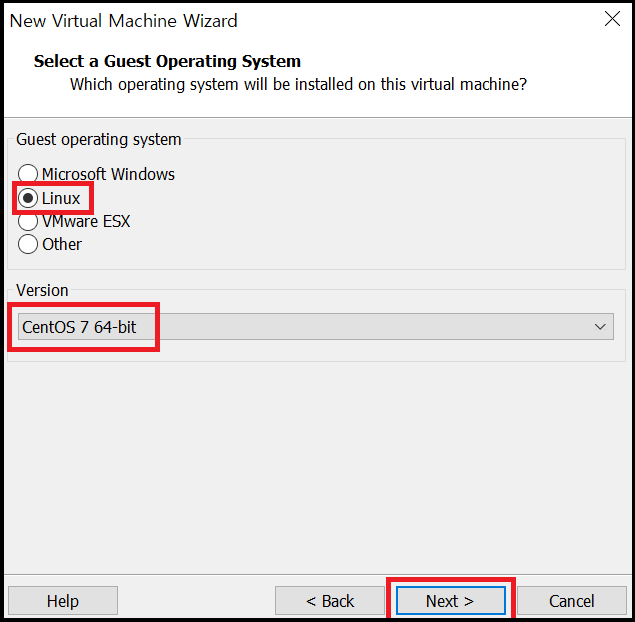 New Virtual Machine Wizard
Select a Guest Operating System
Which operating system will be installed on this virtual machine?
Guest operating system
Microsoft Windows
Linux
VMware ESX
Other
Version
CentOS 7 64-bit
Help
< Back
Next >
Cancel